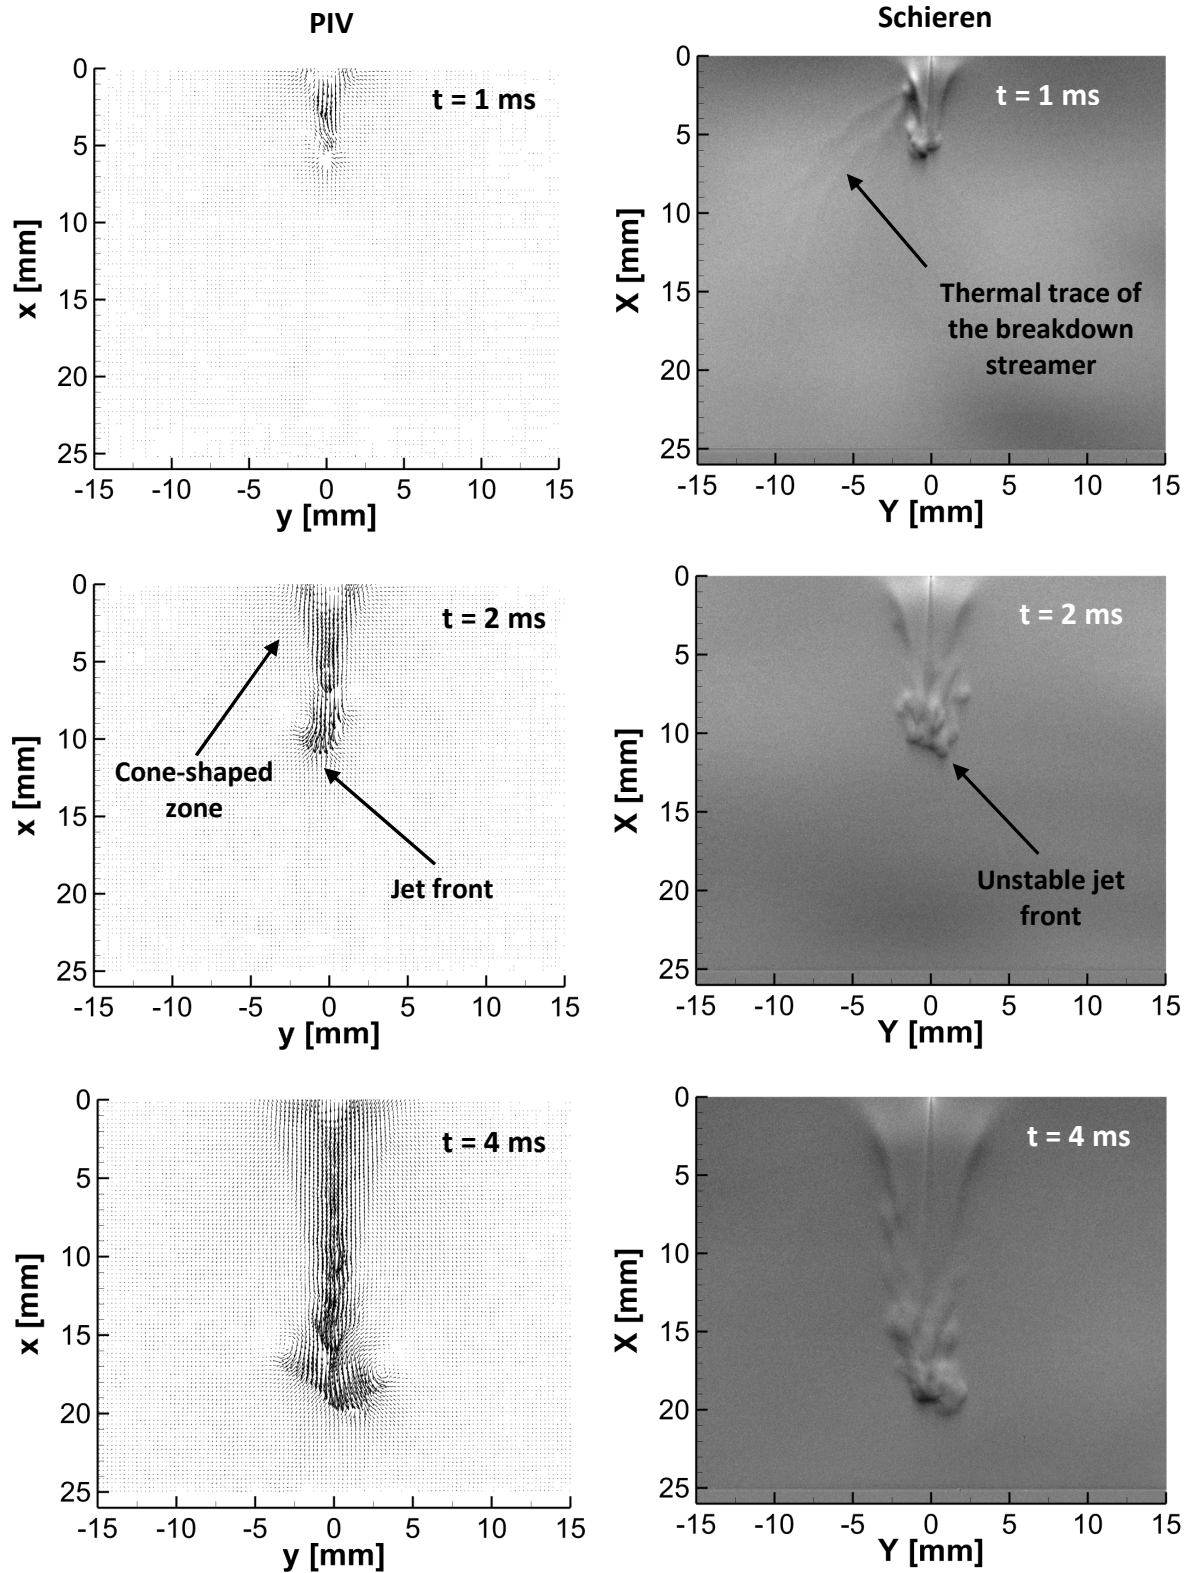 PIV
Schieren
0
5
10
15
20
25
x [mm]
t = 1 ms
-15
-10
-5
0
5
10
15
y [mm]
0
5
10
15
20
25
X [mm]
t = 1 ms
Thermal trace of
the breakdown
streamer
-15
-10
-5
0
5
10
15
Y [mm]
0
5
10
15
20
25
x [mm]
t = 2 ms
Cone-shaped
zone
Jet front
-15
-10
-5
0
5
10
15
y [mm]
0
5
10
15
20
25
X [mm]
t = 2 ms
Unstable jet
front
-15
-10
-5
0
5
10
15
Y [mm]
0
5
10
15
20
25
x [mm]
t = 4 ms
-15
-10
-5
0
5
10
15
y [mm]
0
5
10
15
20
25
X [mm]
t = 4 ms
-15
-10
-5
0
5
10
15
Y [mm]